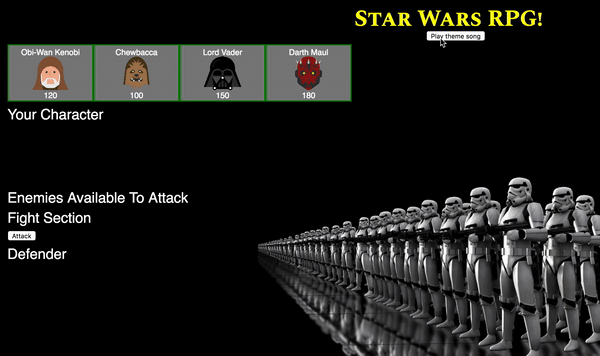 Star Wars RPG!
Play theme song
Obi-Wan Kenobi
Chewbacca
Lord Vader
Darth Maul
120
100
150
180
Your Character
Enemies Available To Attack
Fight Section
Attack
Defender